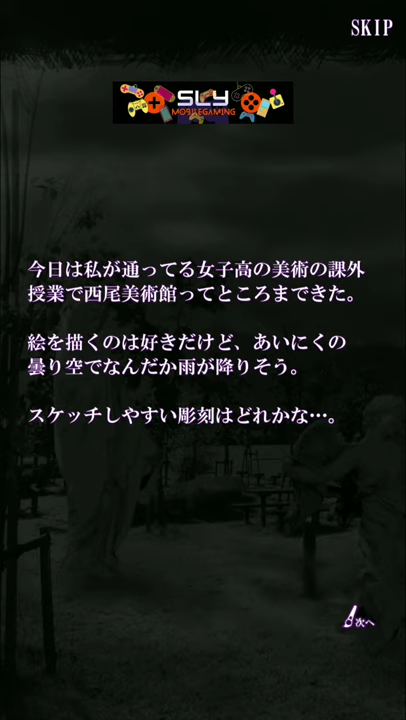 SKIP
SLY
MOBILEGAMING
今日は私が通ってる女子高の美術の課外
授業で西尾美術館ってところまできた。
絵を描くのは好きだけど、あいにくの
曇り空でなんだか雨が降りそう。
スケッチしやすい彫刻はどれかな…。
次へ